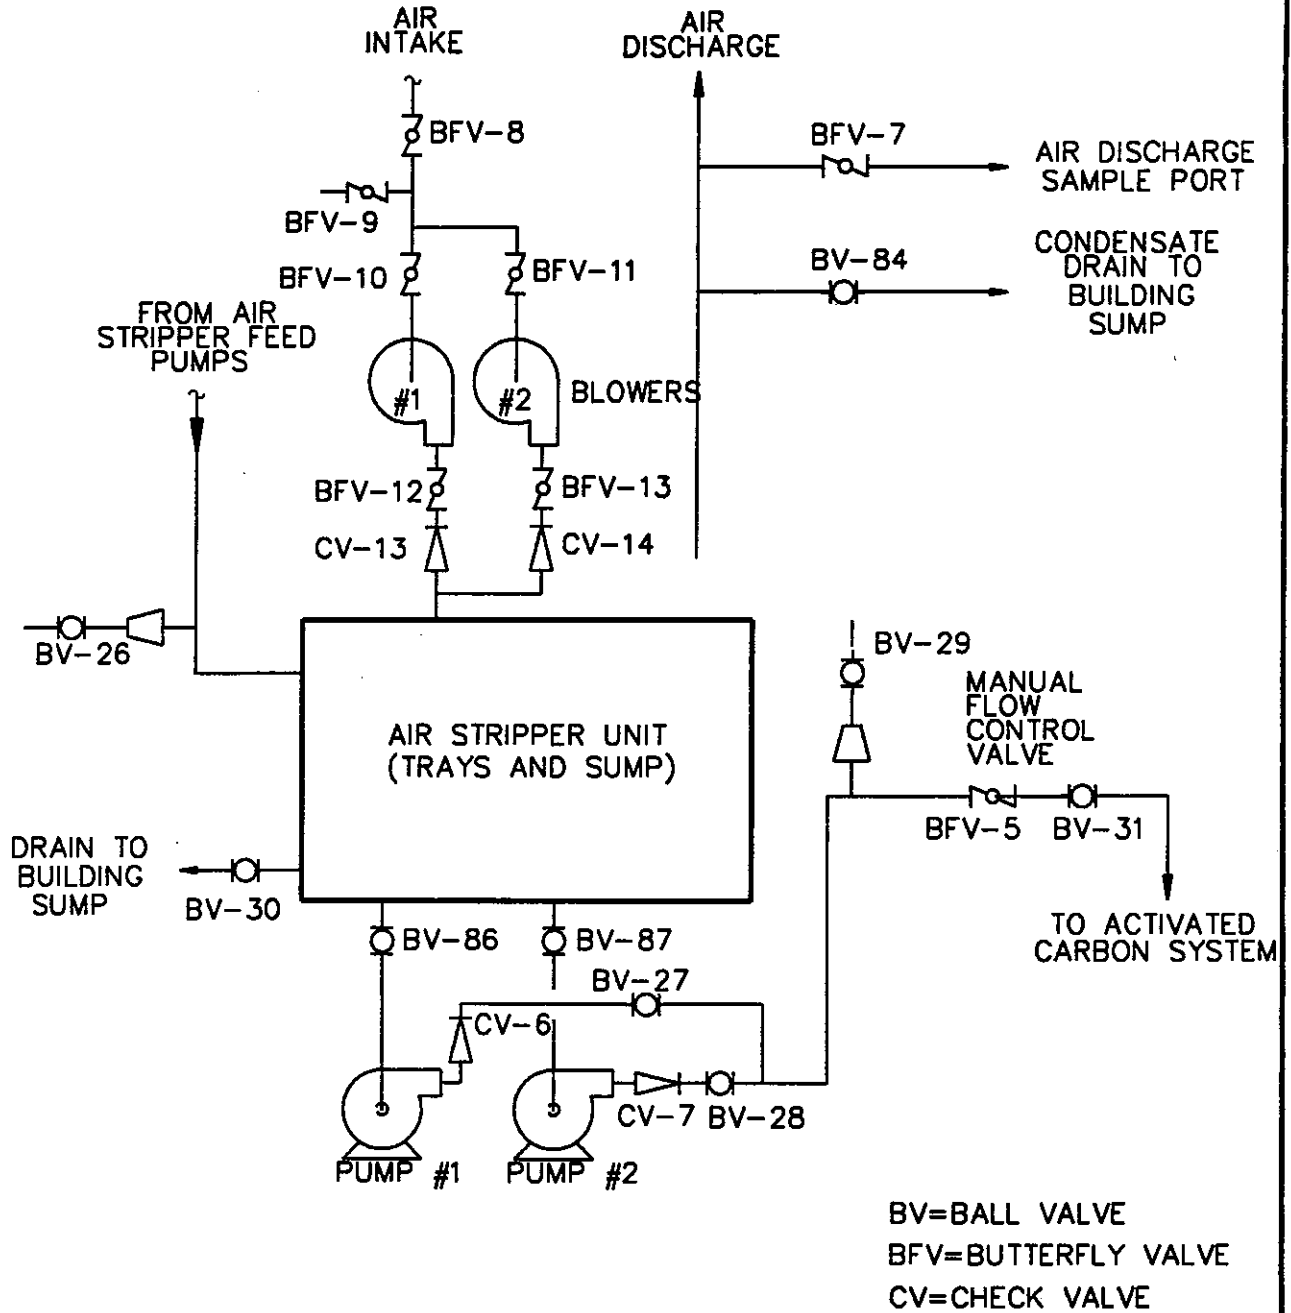 AIR
INTAKE
AIR
DISCHARGE
BFV-8
BFV-7
AIR DISCHARGE
SAMPLE PORT
BFV-9
CONDENSATE
DRAIN TO
BUILDING
SUMP
BFV-10
BFV-11
BV-84
FROM AIR
STRIPPER FEED
PUMPS
#1
#2
BLOWERS
BFV-12
BFV-13
CV-13
CV-14
BV-26
BV-29
MANUAL
FLOW
CONTROL
VALVE
AIR STRIPPER UNIT
(TRAYS AND SUMP)
BFV-5
BV-31
DRAIN TO
BUILDING
SUMP
BV-30
TO ACTIVATED
CARBON SYSTEM
BV-86
BV-87
BV-27
CV-6
CV-7
BV-28
PUMP #1
PUMP #2
BV=BALL VALVE
BFV=BUTTERFLY VALVE
CV=CHECK VALVE